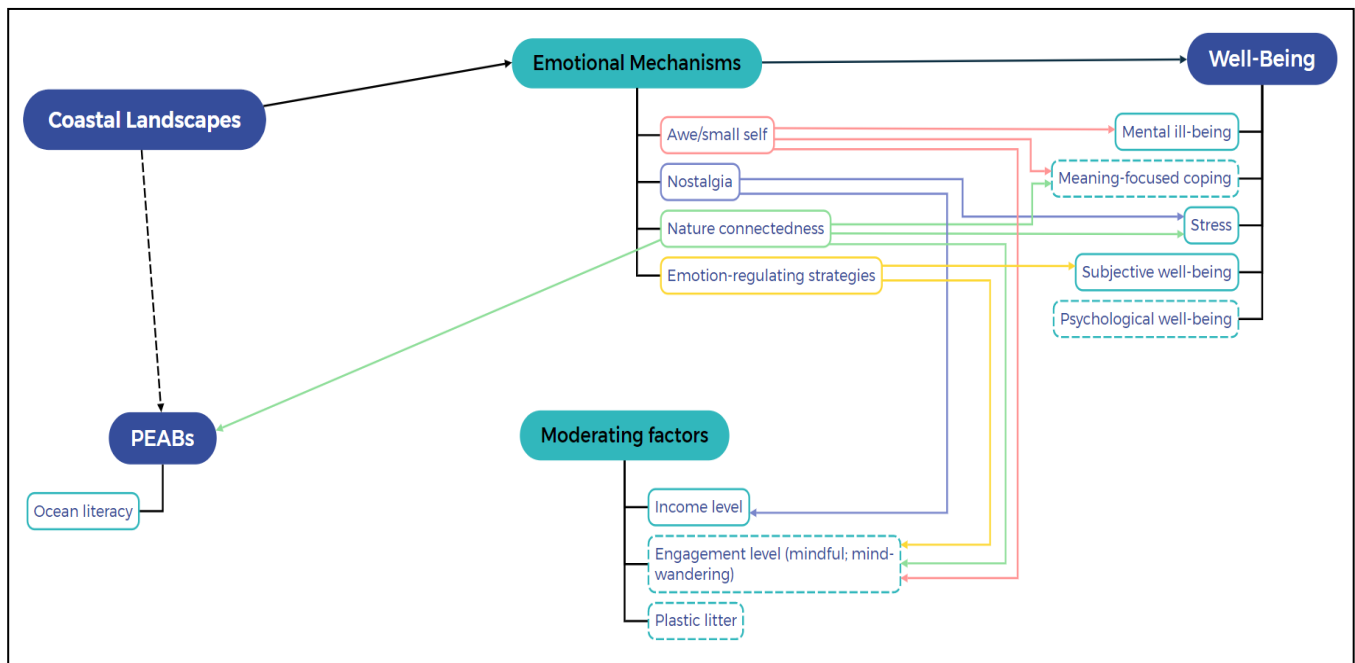 Emotional Mechanisms
Well-Being
Coastal Landscapes
Awe/small self
Mental ill-being
Nostalgia
Meaning-focused coping
Nature connectedness
Stress
Emotion-regulating strategies
Subjective well-being
Psychological well-being
PEABs
Moderating factors
Ocean literacy
Income level
Engagement level (mindful; mind-
wandering)
Plastic litter